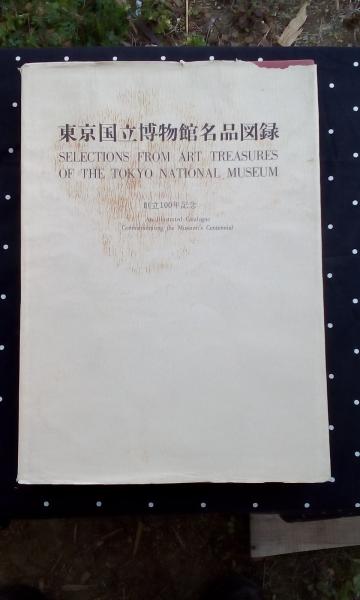 東京国立博物館名品図録
SELECTIONS FROM ART TREASURES
OF THE TOKYO NATIONAL MUSEUM
創立100年記念
An Illustrated Catalogue
Commemorating the Museum's Centennial